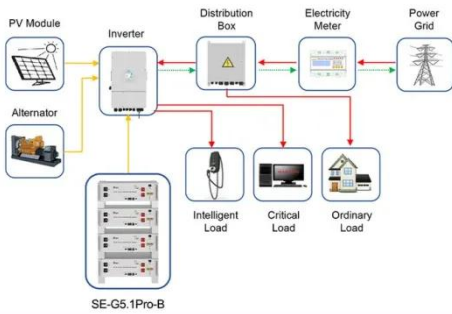 PV Module
Inverter
Distribution
Box
Electricity
Meter
Power
Grid
Alternator
Intelligent
Load
Critical
Load
Ordinary
Load
SE-G5.1Pro-B